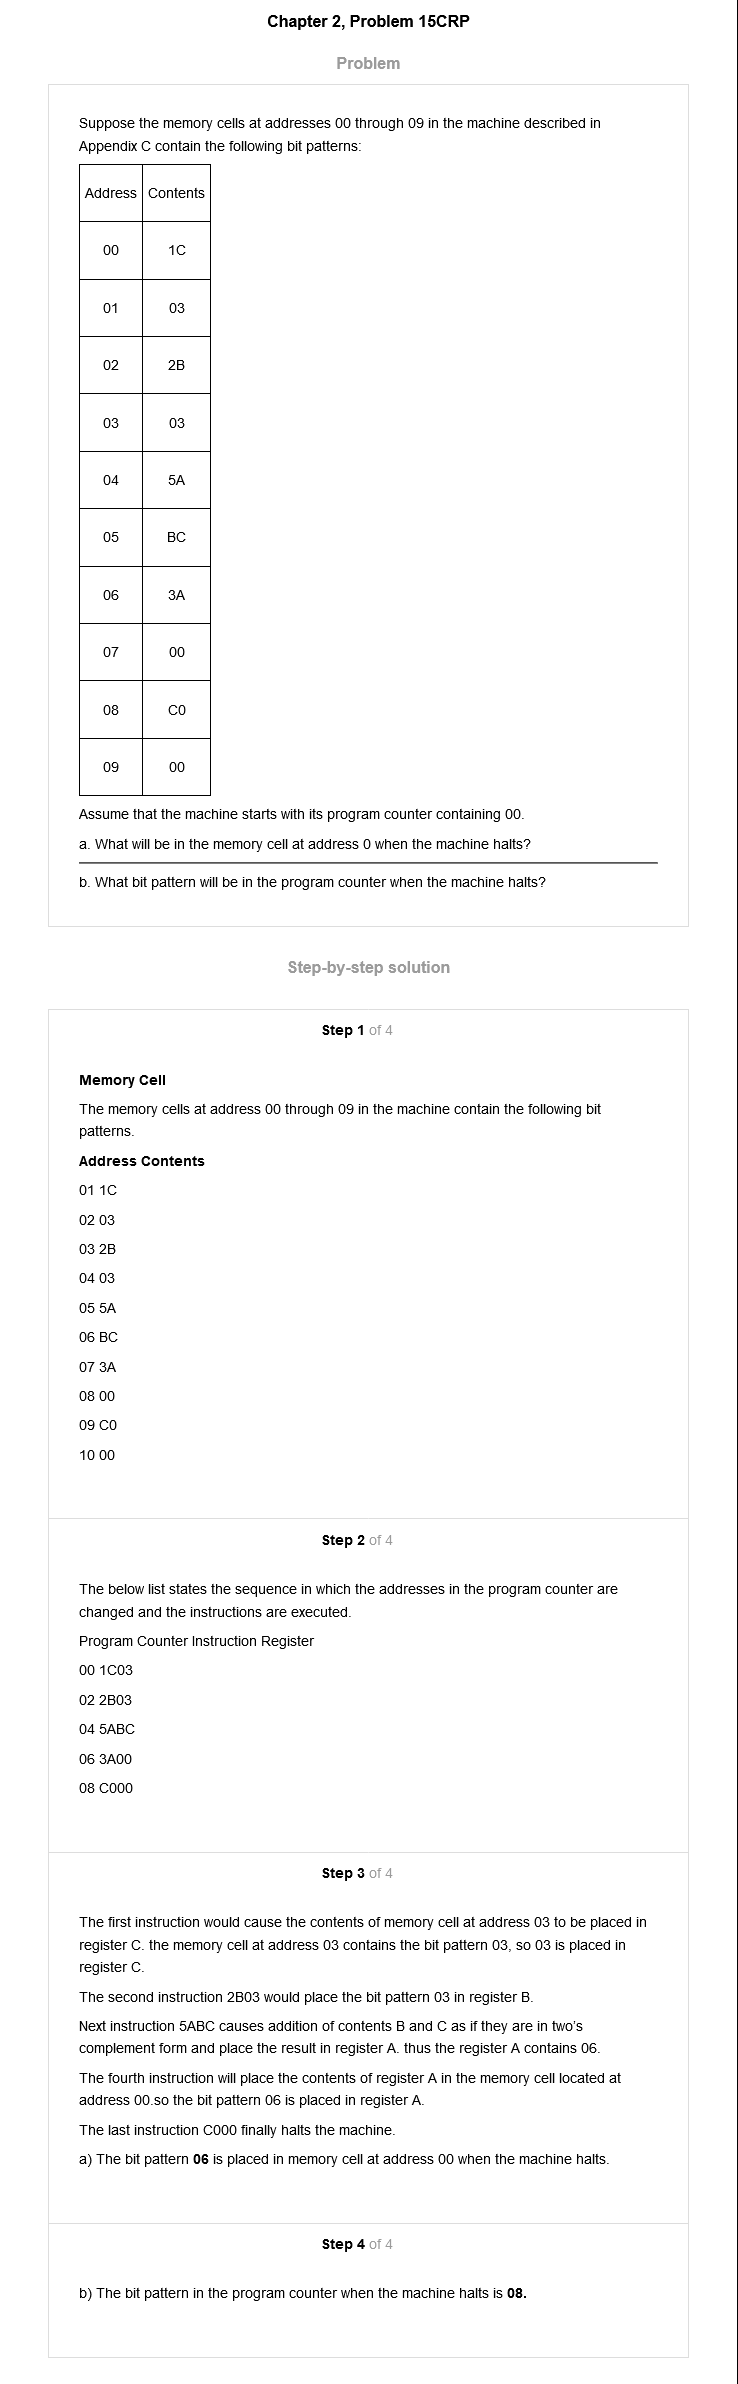 Chapter 2, Problem 15CRP
Problem
Suppose the memory cells at addresses 00 through 09 in the machine described in
Appendix C contain the following bit patterns:
Address Contents
00 1C
01 03
02 2B
03 03
04 5A
05 BC
06 3A
07 00
08 C0
09 00
Assume that the machine starts with its program counter containing 00.
a. What will be in the memory cell at address 0 when the machine halts?
b. What bit pattern will be in the program counter when the machine halts?
Step-by-step solution
Step 1 of 4
Memory Cell
The memory cells at address 00 through 09 in the machine contain the following bit
patterns.
Address Contents
01 1C
02 03
03 2B
04 03
05 5A
06 BC
07 3A
08 00
09 C0
10 00
Step 2 of 4
The below list states the sequence in which the addresses in the program counter are
changed and the instructions are executed.
Program Counter Instruction Register
00 1C03
02 2B03
04 5ABC
06 3A00
08 C000
Step 3 of 4
The first instruction would cause the contents of memory cell at address 03 to be placed in
register C. the memory cell at address 03 contains the bit pattern 03, so 03 is placed in
register C.
The second instruction 2B03 would place the bit pattern 03 in register B.
Next instruction 5ABC causes addition of contents B and C as if they are in two's
complement form and place the result in register A. thus the register A contains 06.
The fourth instruction will place the contents of register A in the memory cell located at
address 00.so the bit pattern 06 is placed in register A.
The last instruction C000 finally halts the machine.
a) The bit pattern 06 is placed in memory cell at address 00 when the machine halts.
Step 4 of 4
b) The bit pattern in the program counter when the machine halts is 08.